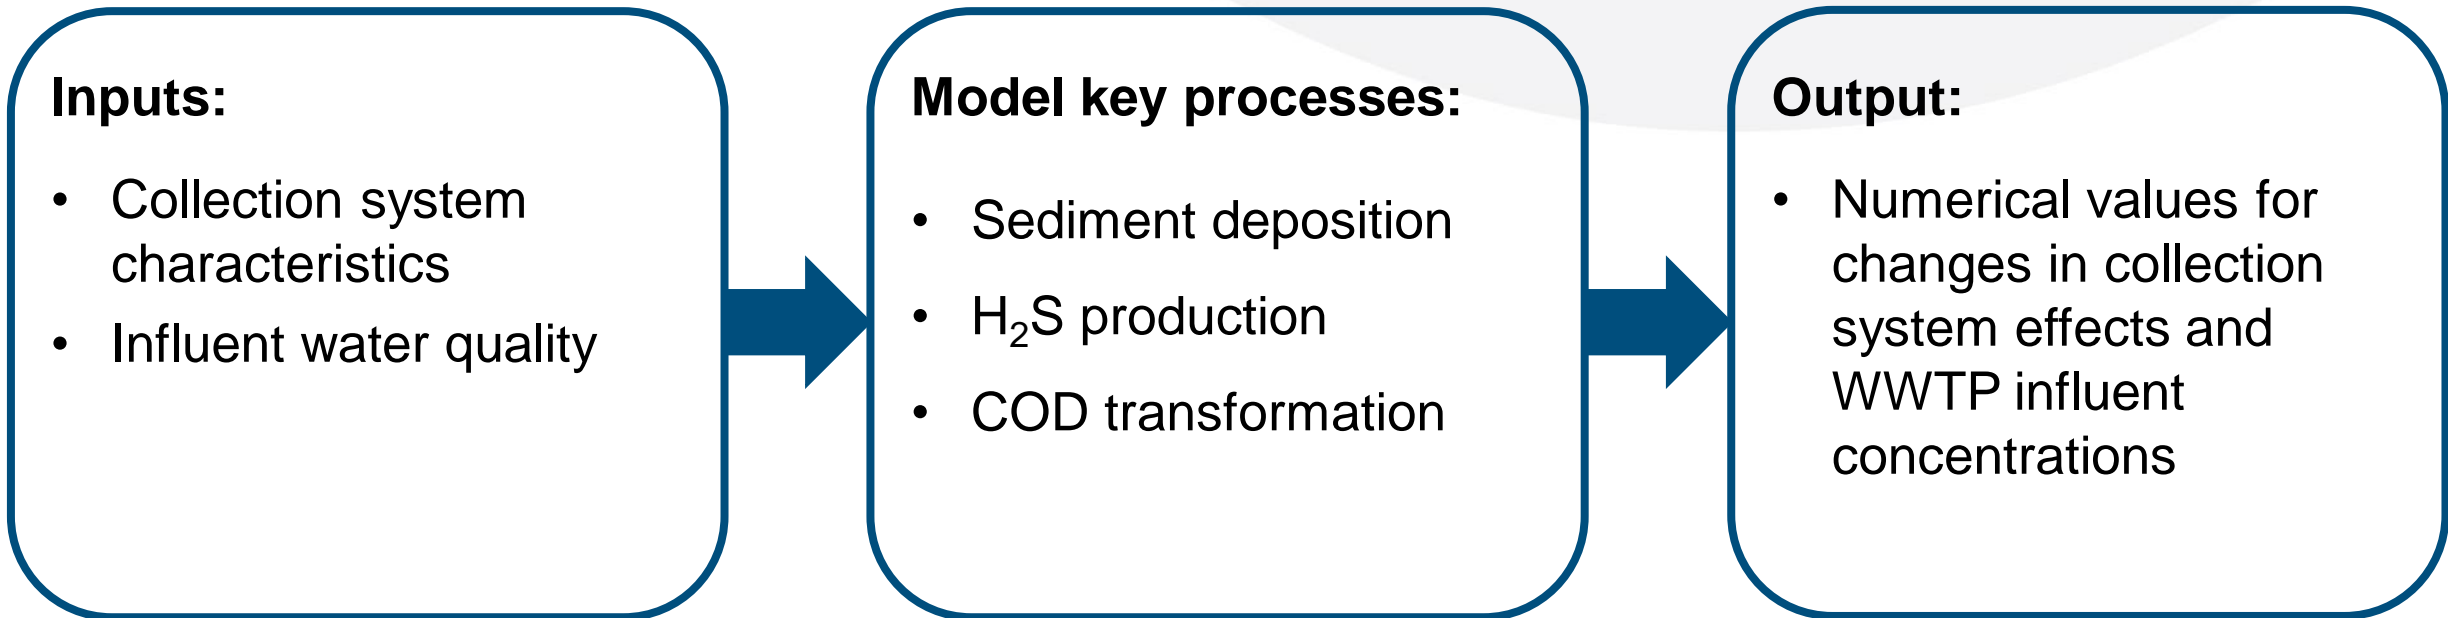 Inputs:
• Collection system
characteristics
• Influent water quality
Model key processes:
• Sediment deposition
• H₂S production
• COD transformation
Output:
• Numerical values for
changes in collection
system effects and
WWTP influent
concentrations